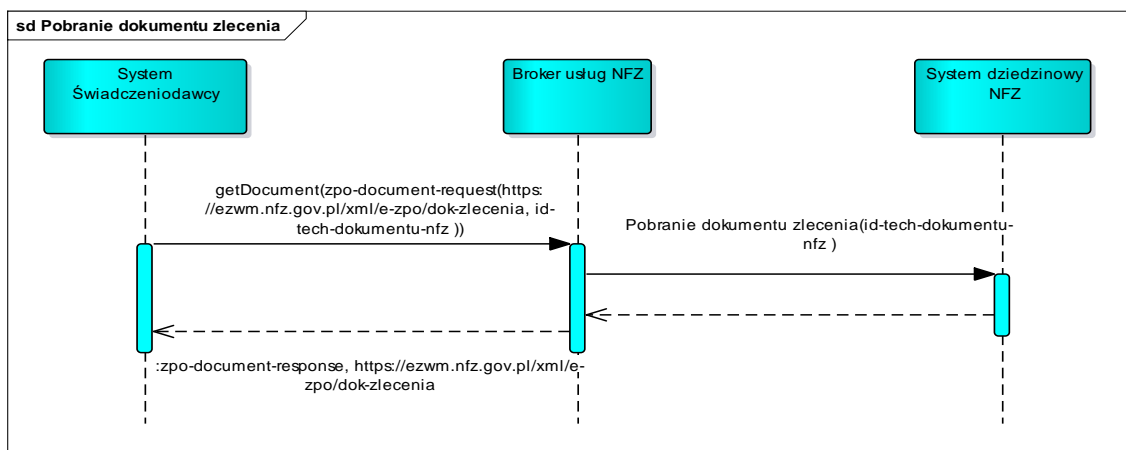 sd Pobranie dokumentu zlecenia
System
Świadczeniodawcy
Broker usług NFZ
System dziedzinowy
NFZ
getDocument(zpo-document-request(https:
//ezwm.nfz.gov.pl/xml/e-zpo/dok-zlecenia, id-
tech-dokumentu-nfz ))
Pobranie dokumentu zlecenia(id-tech-dokumentu-
nfz )
:zpo-document-response, https://ezwm.nfz.gov.pl/xml/e-
zpo/dok-zlecenia